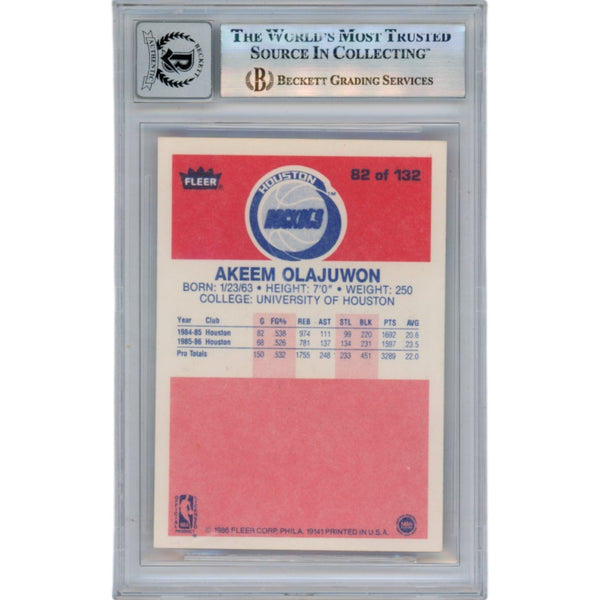 THE WORLD'S MOST TRUSTED
SOURCE IN COLLECTING™
BECKETT GRADING SERVICES
BECKETT
AUTHENTIC
FLEER
HOUSTON
ROCKETS
82 of 132
AKEEM OLAJUWON
BORN: 1/23/63 • HEIGHT: 7'0" • WEIGHT: 250
COLLEGE: UNIVERSITY OF HOUSTON
Year Club G FG% REB AST STL BLK PTS AVG
1984-85 Houston 82 .538 974 111 99 220 1692 20.6
1985-86 Houston 68 .526 781 137 134 231 1597 23.5
Pro Totals 150 .532 1755 248 233 451 3289 22.0
© 1986 FLEER CORP. PHILA. 19141 PRINTED IN U.S.A.